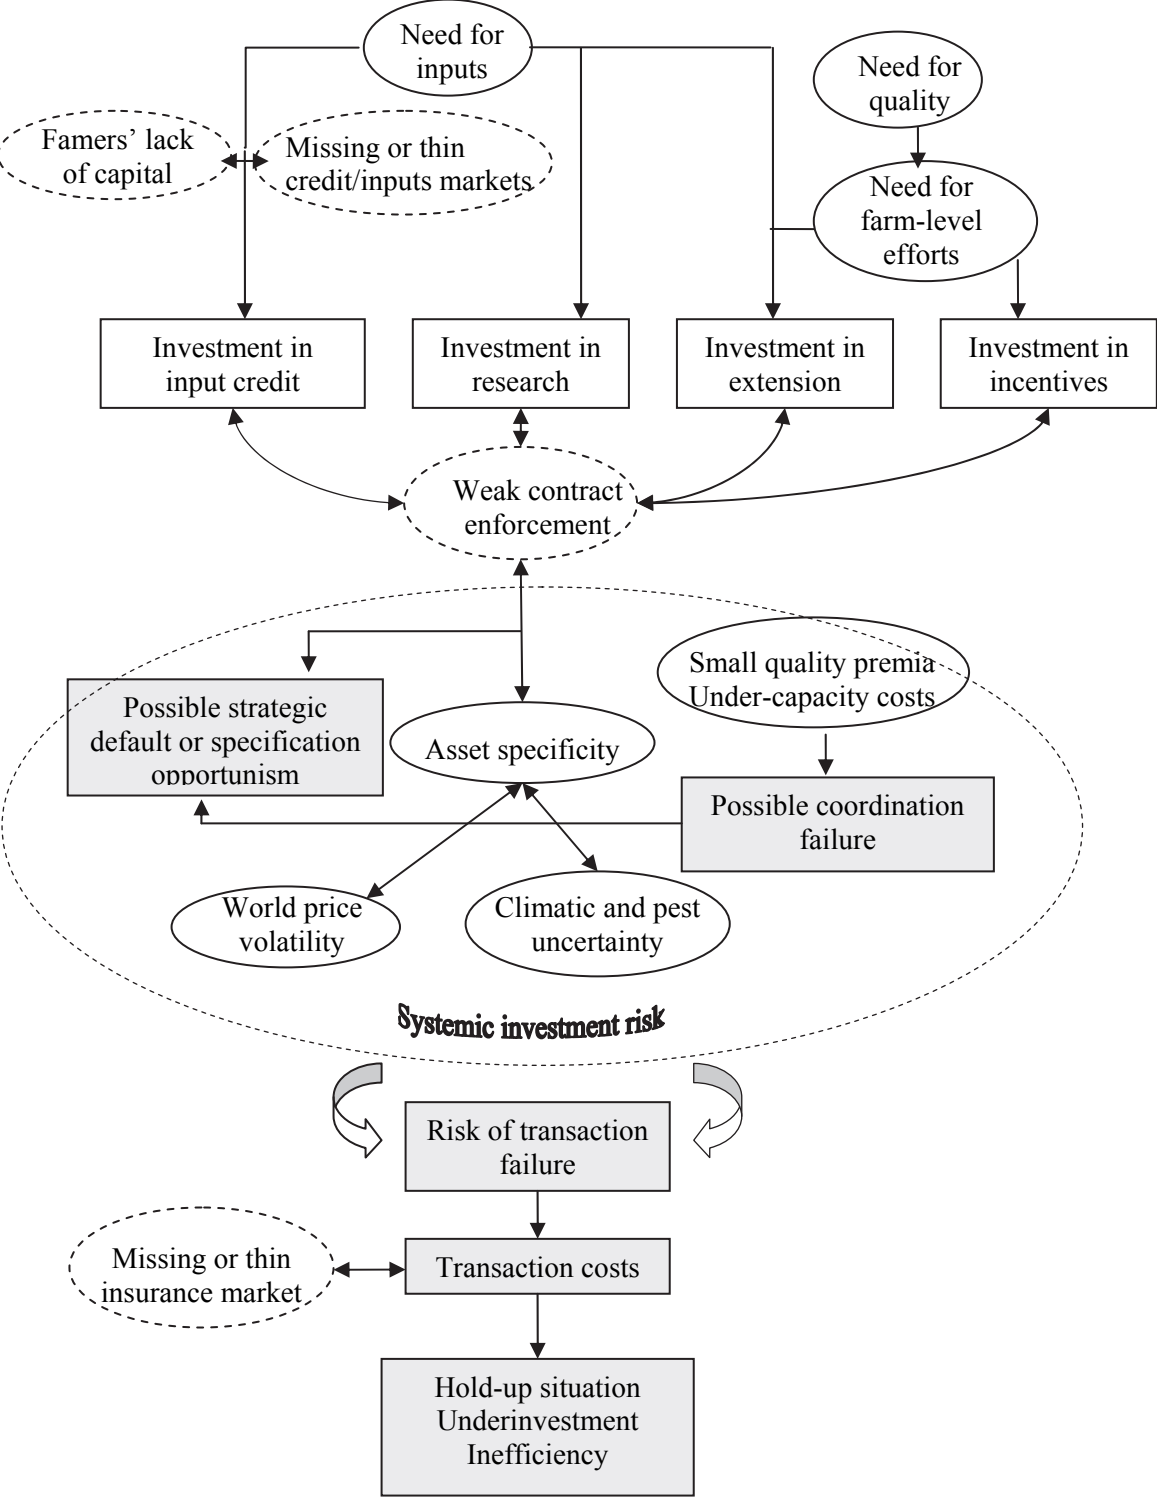 Need for
inputs
Need for
quality
Famers’ lack
of capital
Missing or thin
credit/inputs markets
Need for
farm-level
efforts
Investment in
input credit
Investment in
research
Investment in
extension
Investment in
incentives
Weak contract
enforcement
Small quality premia
Under-capacity costs
Possible strategic
default or specification
opportunism
Asset specificity
Possible coordination
failure
World price
volatility
Climatic and pest
uncertainty
Systemic investment risk
Risk of transaction
failure
Missing or thin
insurance market
Transaction costs
Hold-up situation
Underinvestment
Inefficiency